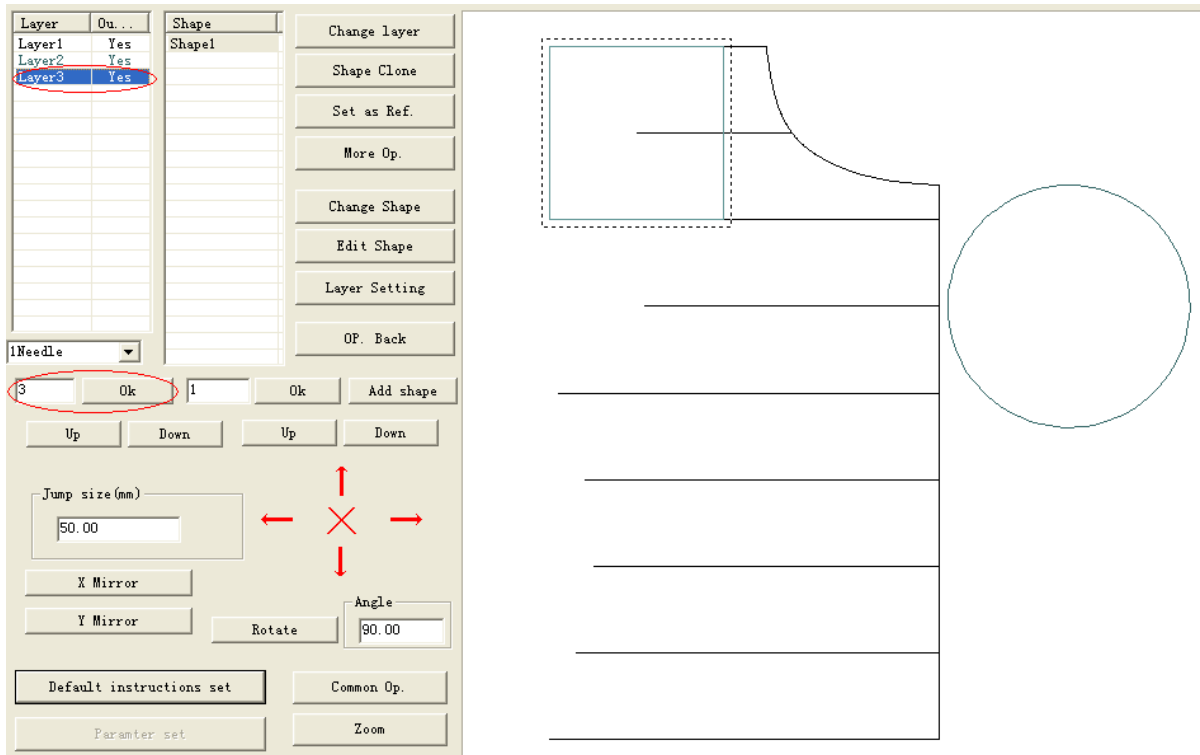 Layer Ou... Shape
Layer1 Yes Shape1
Layer2 Yes
Layer3 Yes
Change layer
Shape Clone
Set as Ref.
More Op.
Change Shape
Edit Shape
Layer Setting
OP. Back
1Needle
3 Ok 1 Ok Add shape
Up Down Up Down
Jump size(mm)
50.00
X Mirror
Y Mirror
Rotate
Angle
90.00
Default instructions set
Common Op.
Paramter set
Zoom